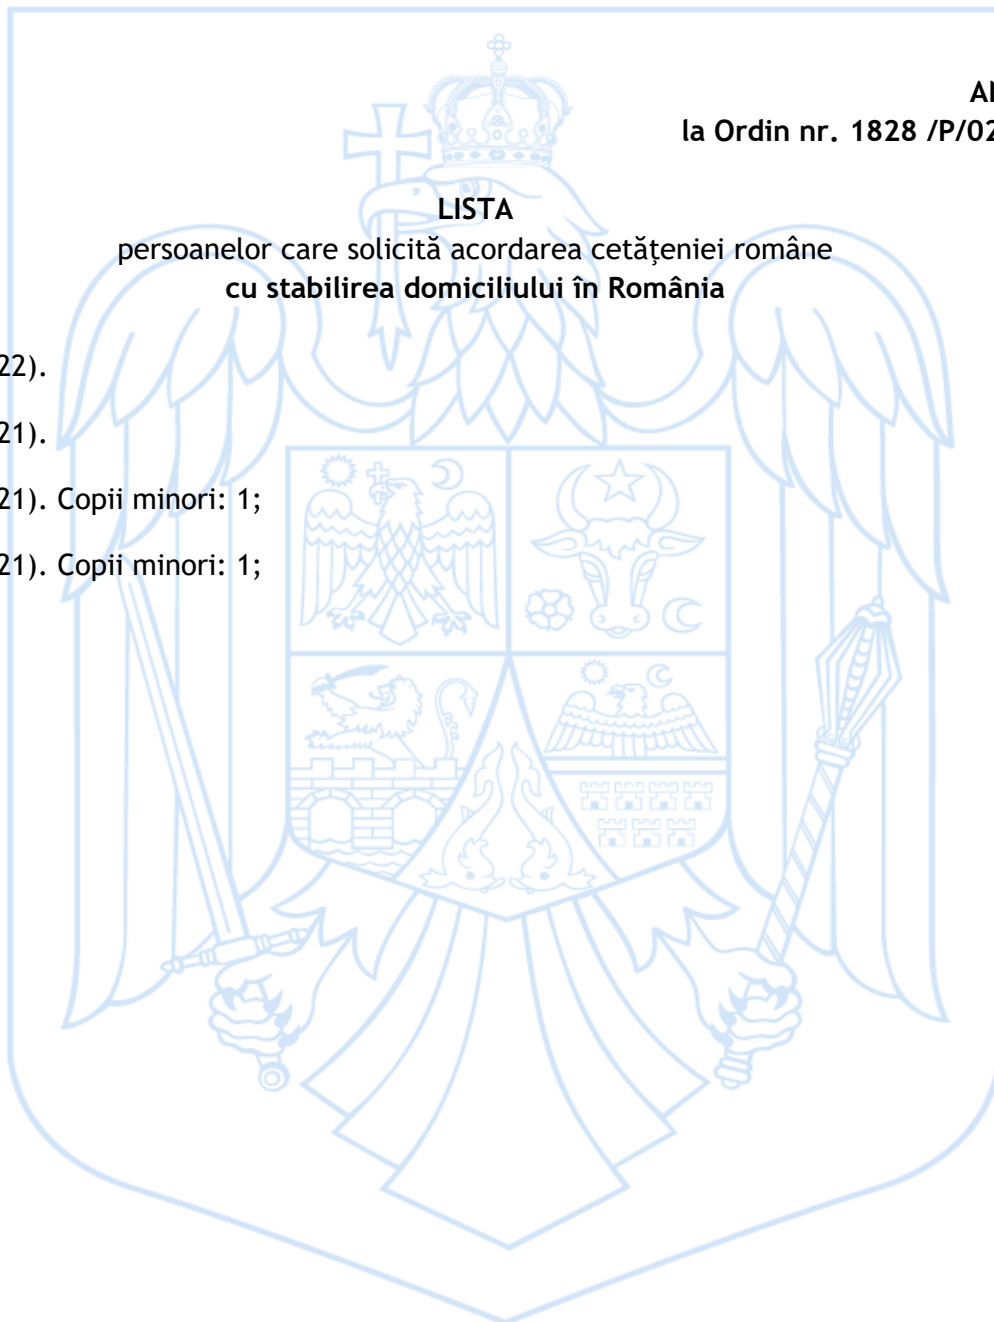 AN
la Ordin nr. 1828 /P/02
LISTA
persoanelor care solicită acordarea cetăţeniei române
cu stabilirea domiciliului în România
22).
21).
21). Copii minori: 1;
21). Copii minori: 1;